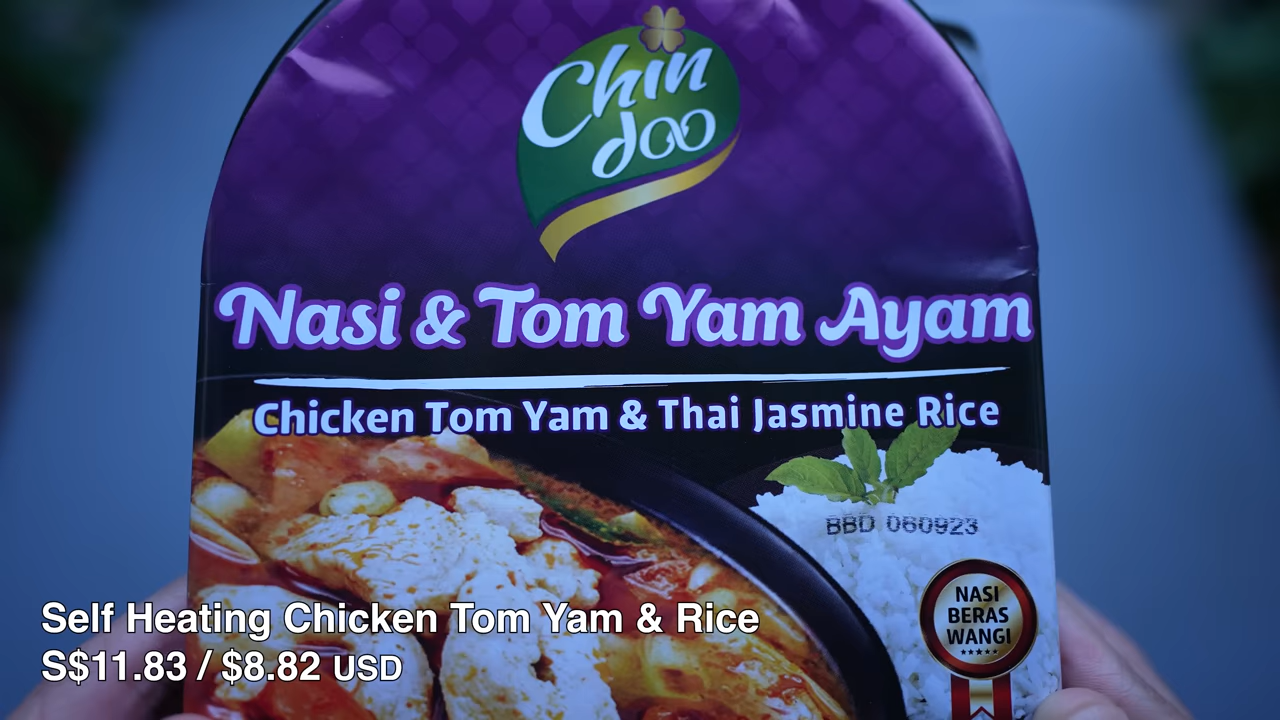 Chin
doo
Nasi & Tom Yam Ayam
Chicken Tom Yam & Thai Jasmine Rice
BBD 060923
NASI
BERAS
WANGI
Self Heating Chicken Tom Yam & Rice
S$11.83 / $8.82 USD